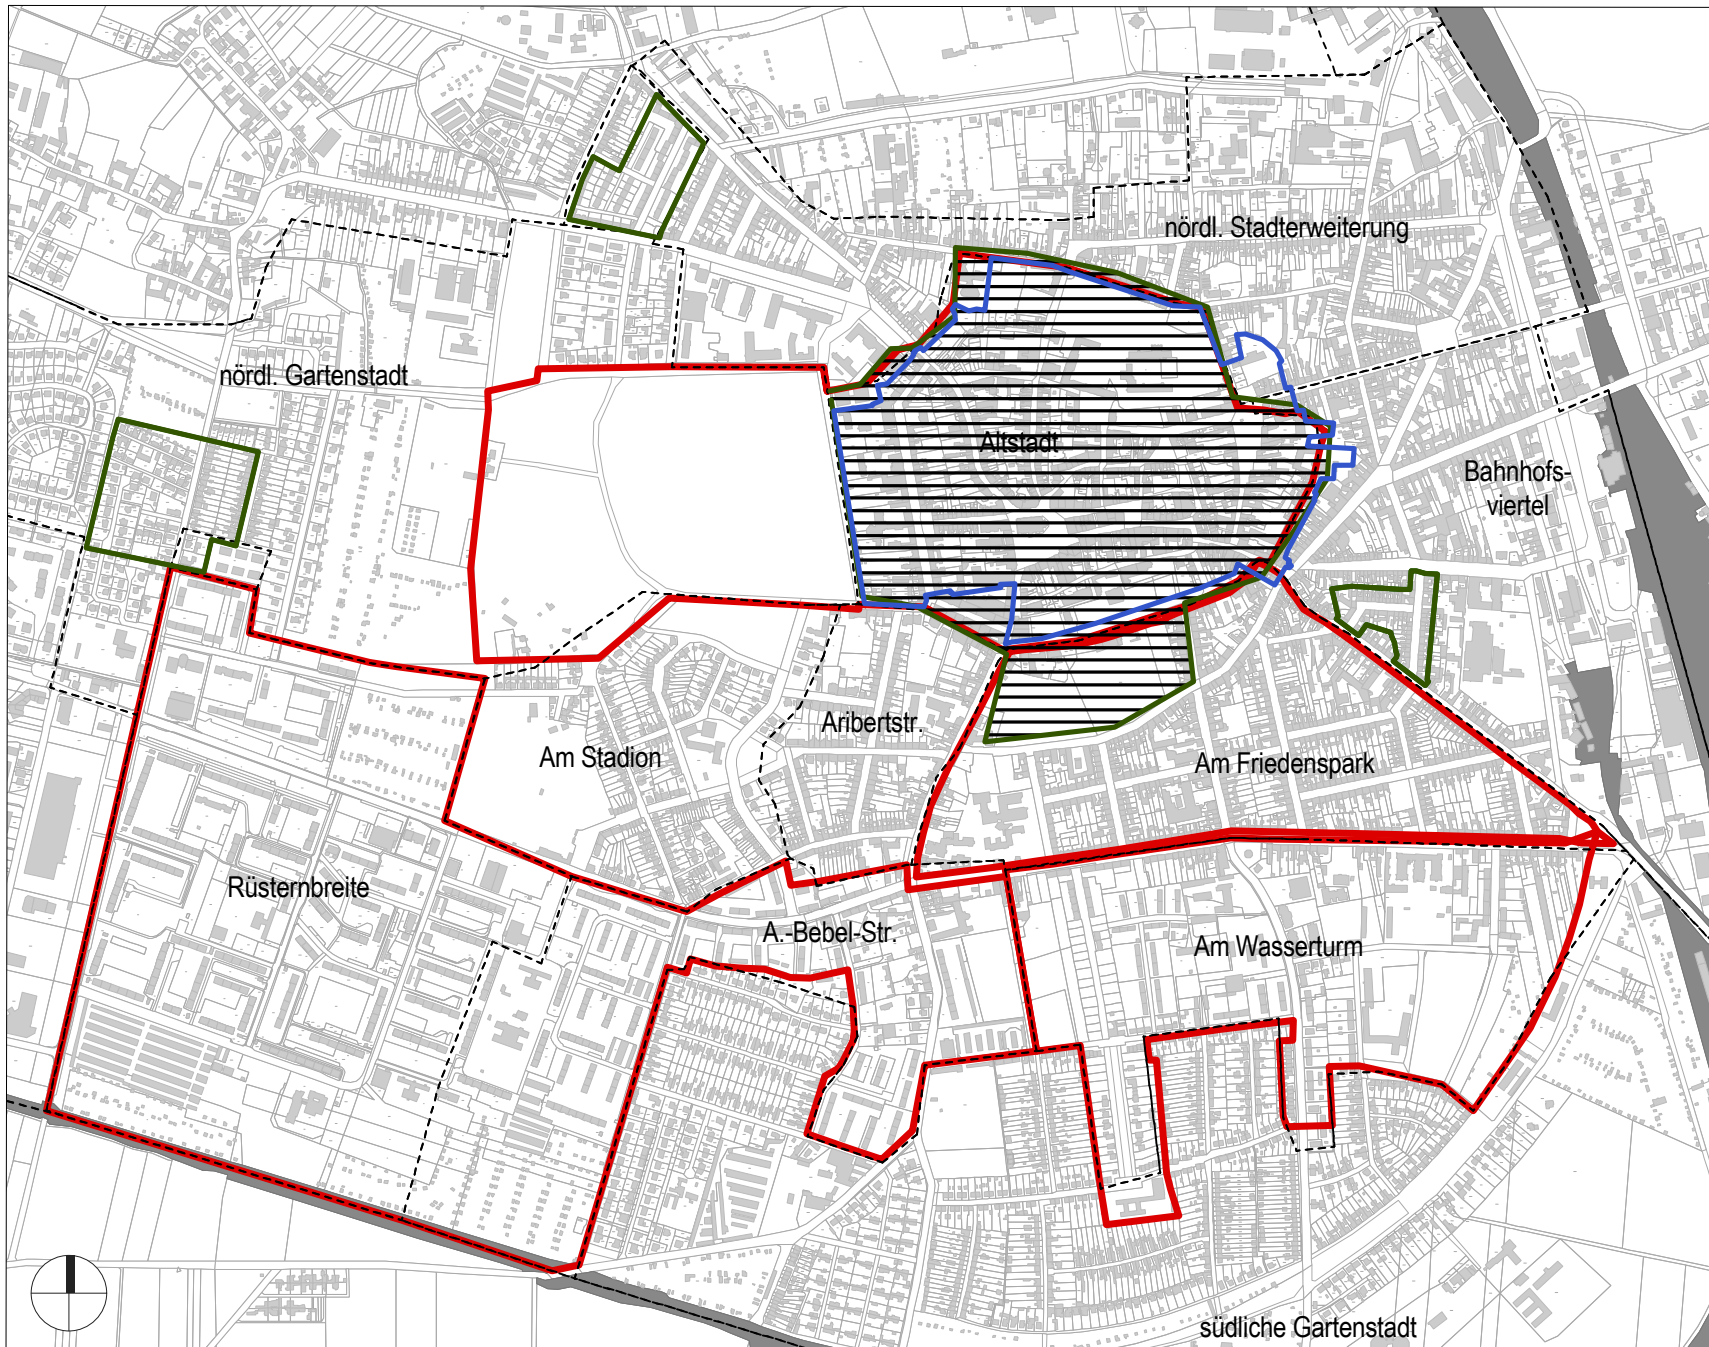 nördl. Stadterweiterung
nördl. Gartenstadt
Altstadt
Bahnhofs-
viertel
Aribertstr.
Am Stadion
Am Friedenspark
Rüsternbreite
A.-Bebel-Str.
Am Wasserturm
südliche Gartenstadt